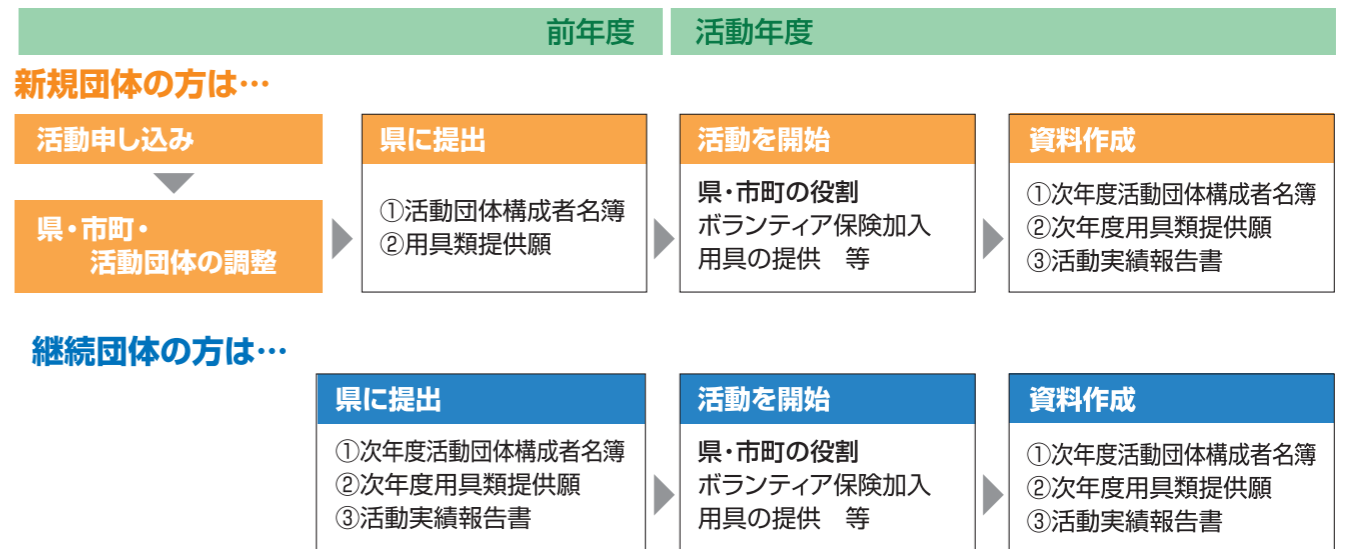 前年度
活動年度
新規団体の方は…
活動申し込み
県・市町・
活動団体の調整
県に提出
①活動団体構成者名簿
②用具類提供願
活動を開始
県・市町の役割
ボランティア保険加入
用具の提供　等
資料作成
①次年度活動団体構成者名簿
②次年度用具類提供願
③活動実績報告書
継続団体の方は…
県に提出
①次年度活動団体構成者名簿
②次年度用具類提供願
③活動実績報告書
活動を開始
県・市町の役割
ボランティア保険加入
用具の提供　等
資料作成
①次年度活動団体構成者名簿
②次年度用具類提供願
③活動実績報告書